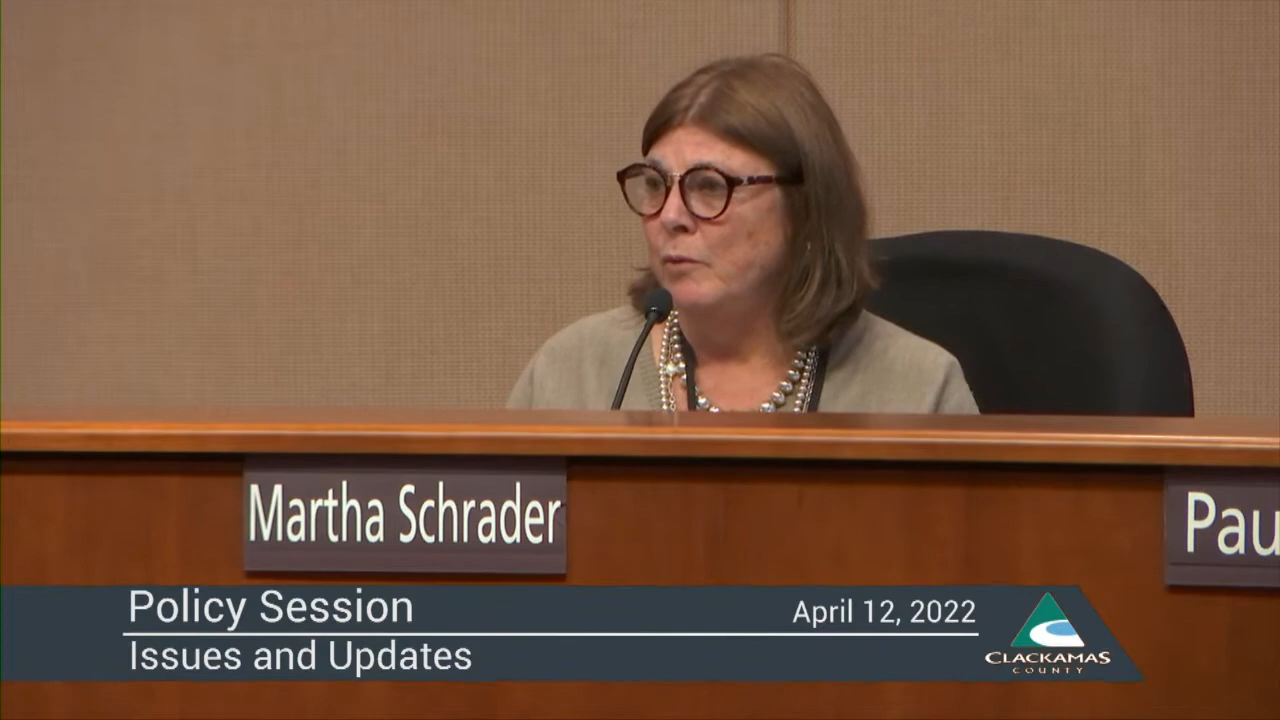 Martha Schrader
Pau
Policy Session
April 12, 2022
Issues and Updates
CLACKAMAS
COUNTY